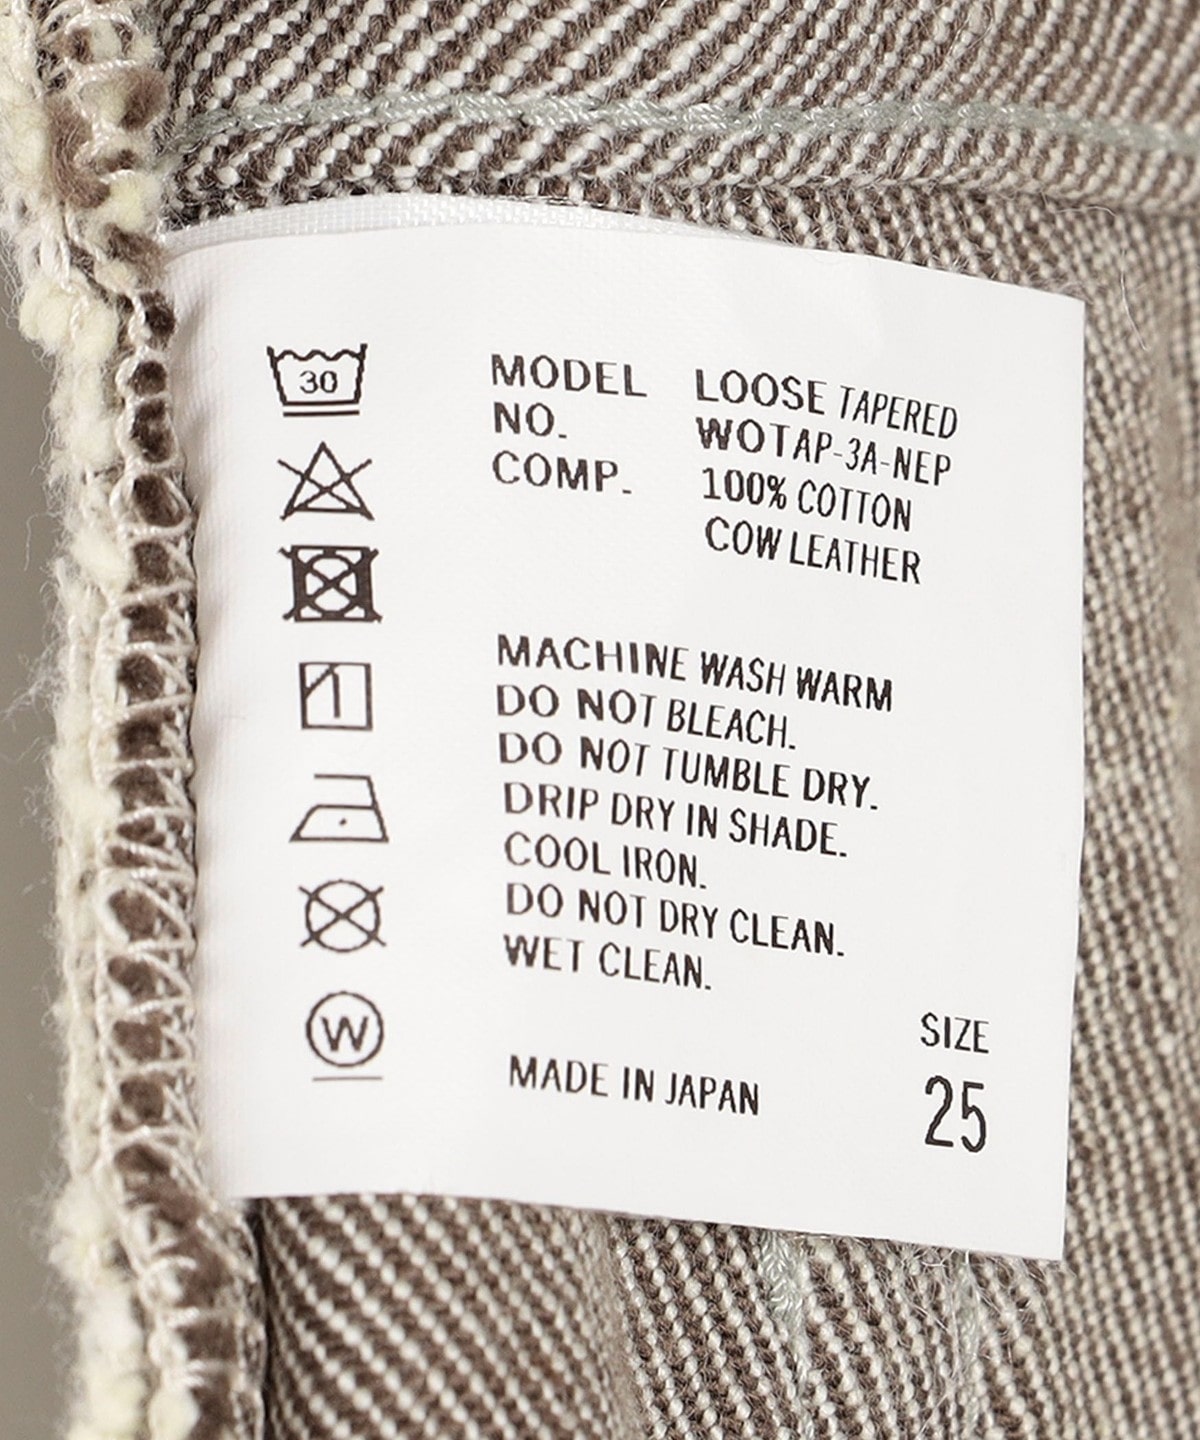 MODEL LOOSE TAPERED
NO. WOTAP-3A-NEP
COMP. 100% COTTON
COW LEATHER
30
MACHINE WASH WARM
DO NOT BLEACH.
DO NOT TUMBLE DRY.
DRIP DRY IN SHADE.
COOL IRON.
DO NOT DRY CLEAN.
WET CLEAN.
W
MADE IN JAPAN
SIZE
25